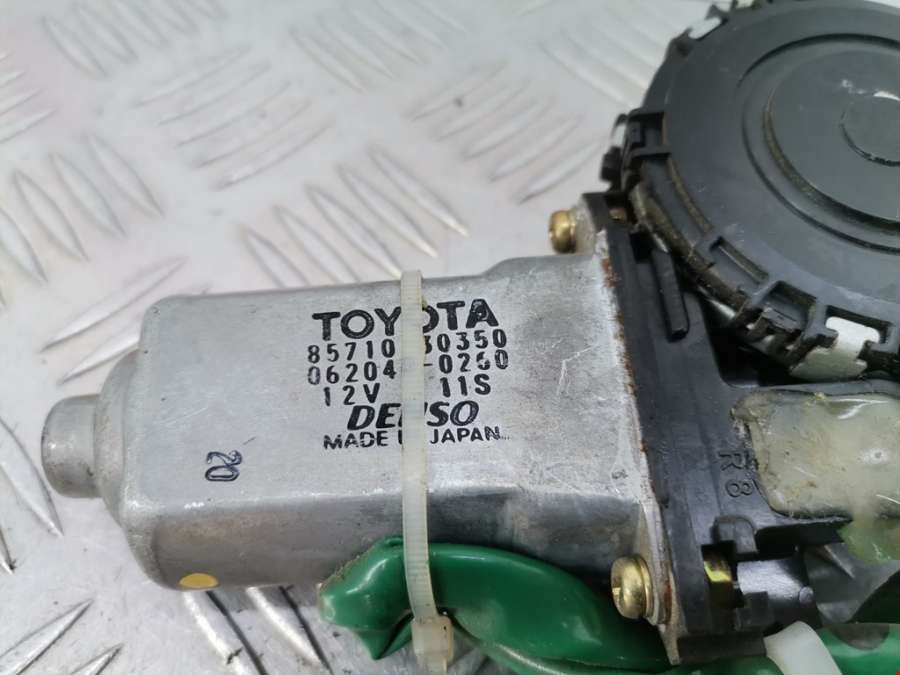 TOYOTA
85710 30350
06204 -0260
12V 11S
DENSO
MADE IN JAPAN
20
R8